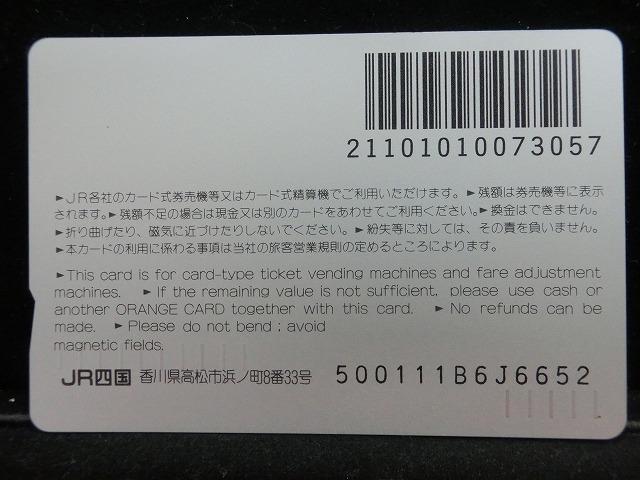 21101010073057
►JR各社のカード式券売機等又はカード式精算機でご利用いただけます。►残額は券売機等に表示
されます。►残額不足の場合は現金又は別のカードをあわせてご利用ください。►換金はできません。
►折り曲げたり、磁気に近づけたりしないでください。►紛失等に対しては、その責を負いません。
►本カードの利用に係わる事項は当社の旅客営業規則の定めるところによります。
►This card is for card-type ticket vending machines and fare adjustment
machines. ►If the remaining value is not sufficient, please use cash or
another ORANGE CARD together with this card. ►No refunds can be
made. ►Please do not bend; avoid
magnetic fields.
JR四国 香川県高松市浜ノ町8番33号 500111B6J6652